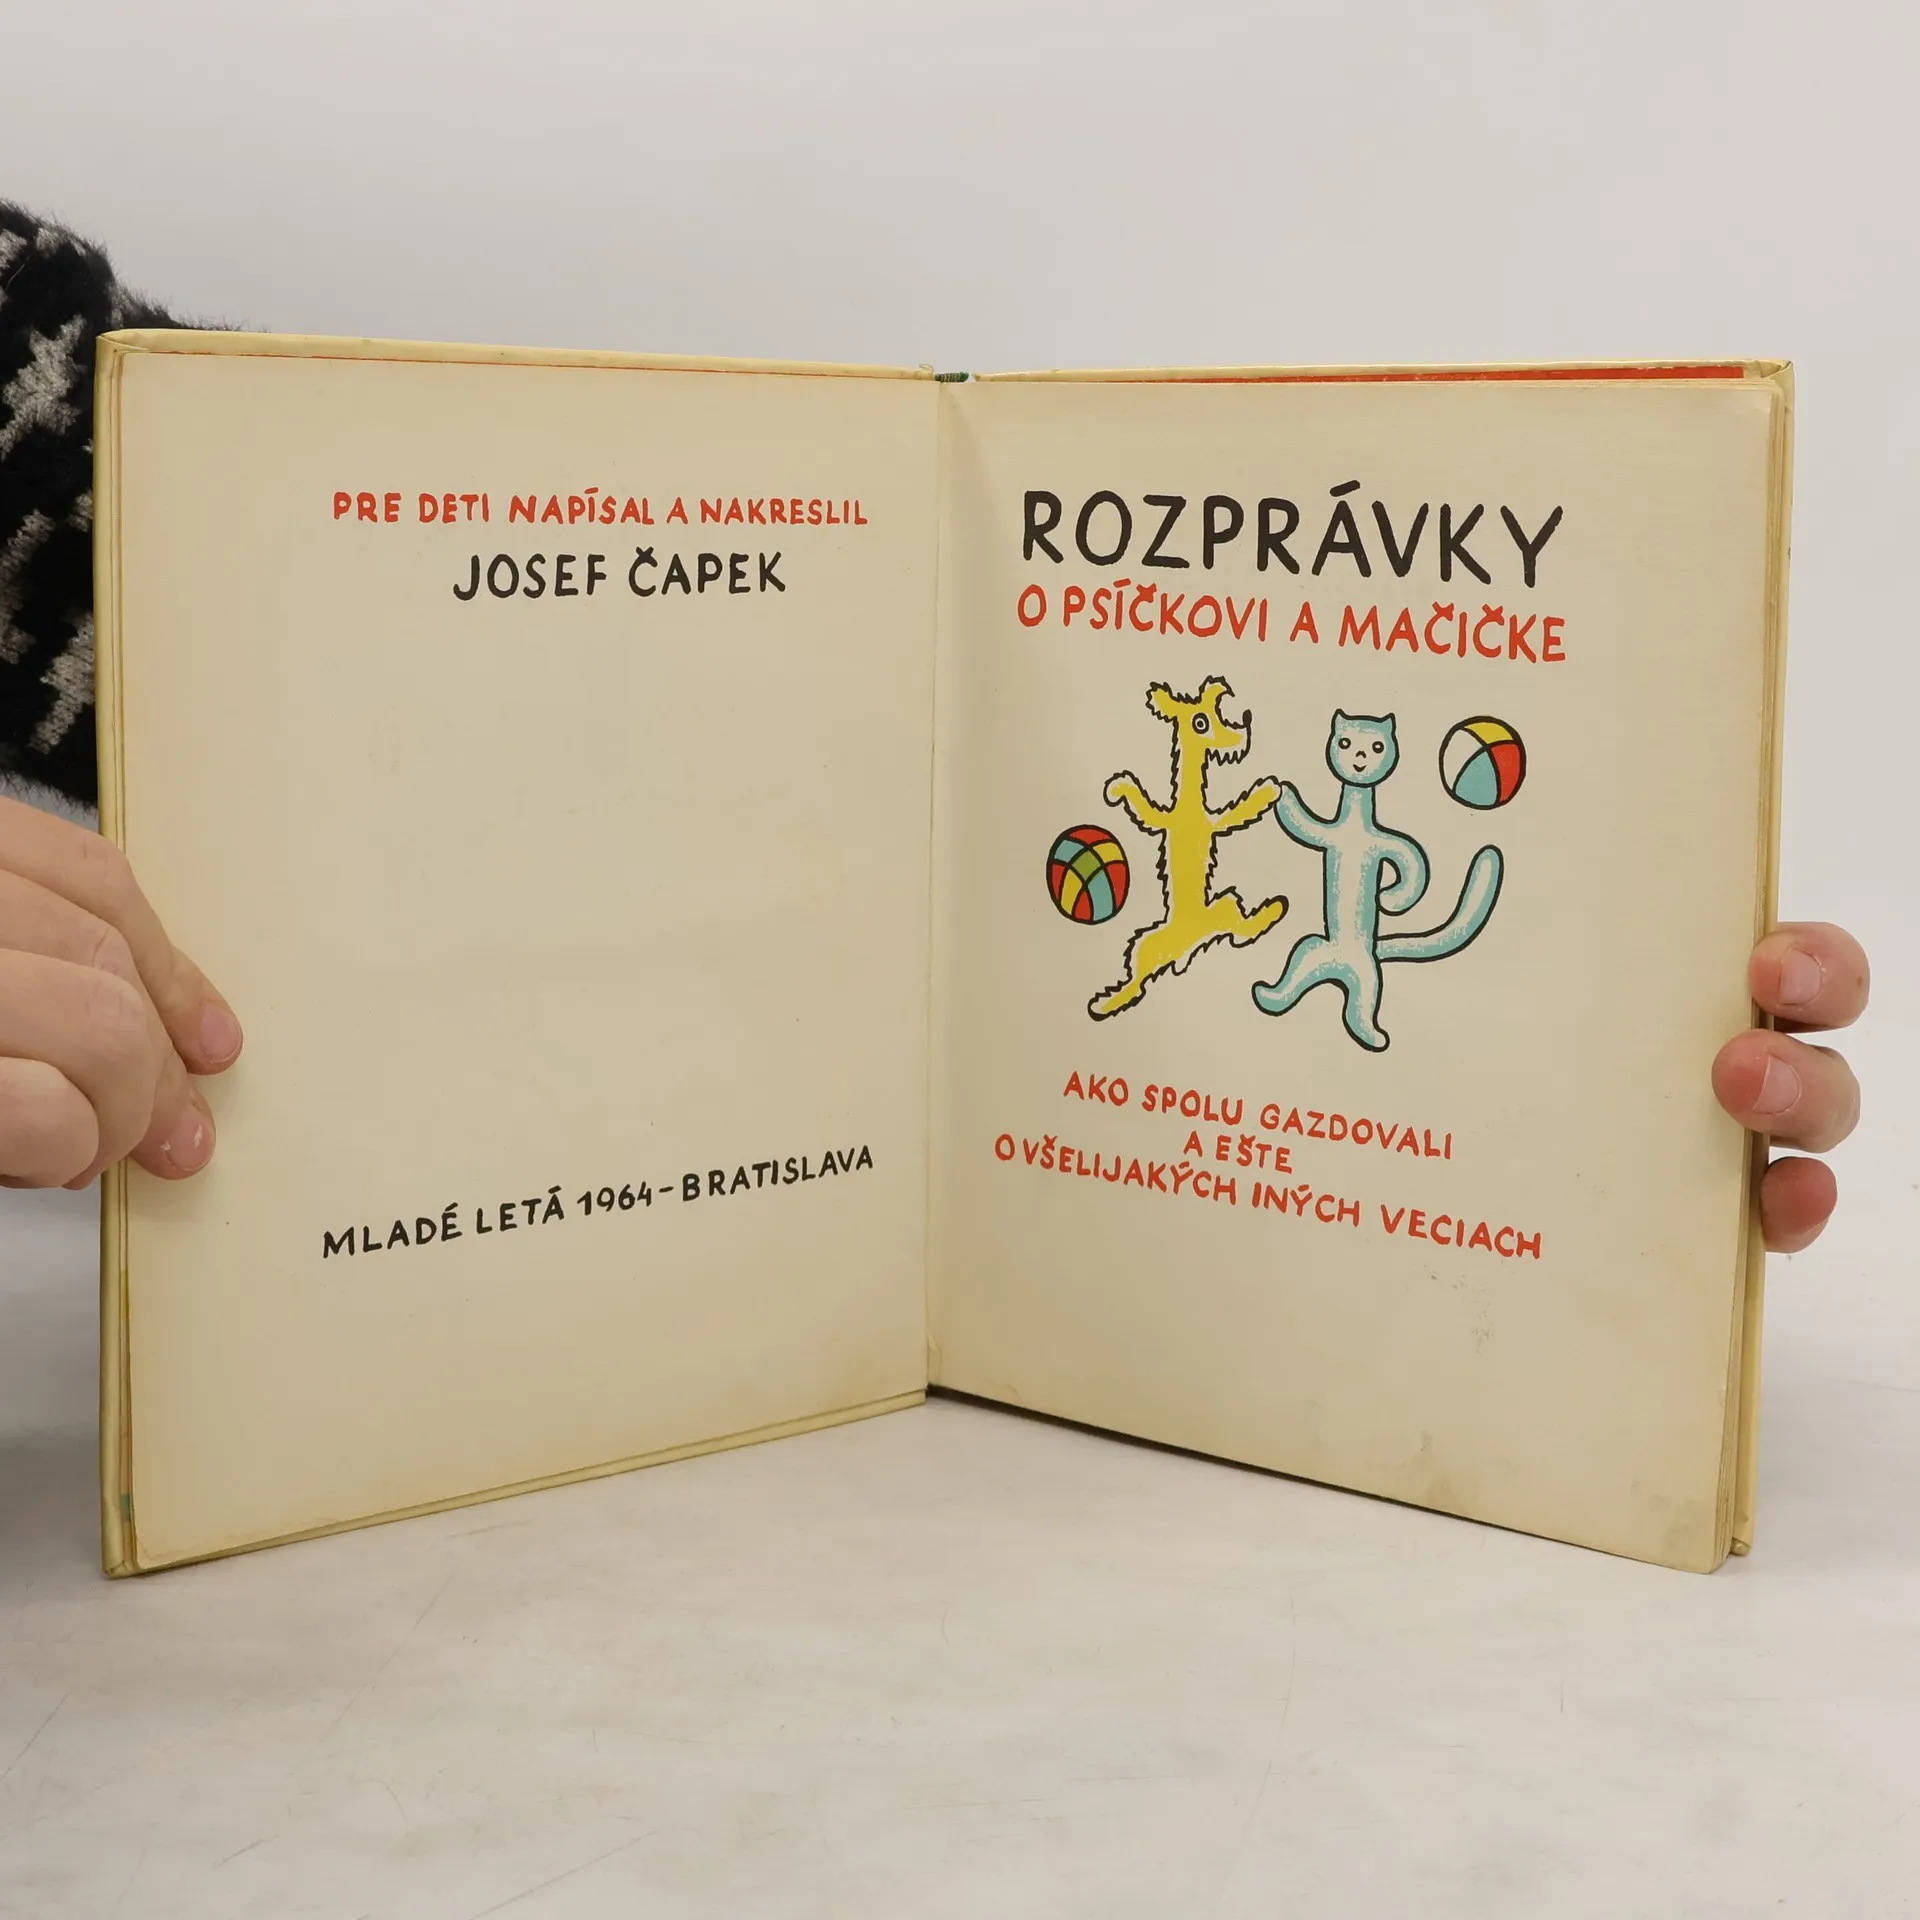 PRE DETI NAPÍSAL A NAKRESLIL
JOSEF ČAPEK
MLADÉ LETÁ 1964-BRATISLAVA
ROZPRÁVKY
O PSÍČKOVI A MAČIČKE
AKO SPOLU GAZDOVALI
A EŠTE
O VŠELIJAKÝCH INÝCH VECIACH